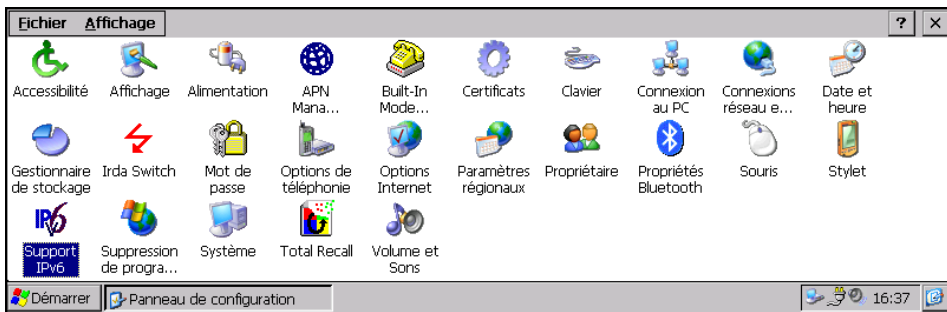 Fichier Affichage ? ×
Accessibilité Affichage Alimentation APN Mana... Built-In Mode... Certificats Clavier Connexion au PC Connexions réseau e... Date et heure
Gestionnaire de stockage Irda Switch Mot de passe Options de téléphonie Options Internet Paramètres régionaux Propriétaire Propriétés Bluetooth Souris Stylet
IPv6
Support IPv6 Suppression de progra... Système Total Recall Volume et Sons
Démarrer Panneau de configuration 16:37